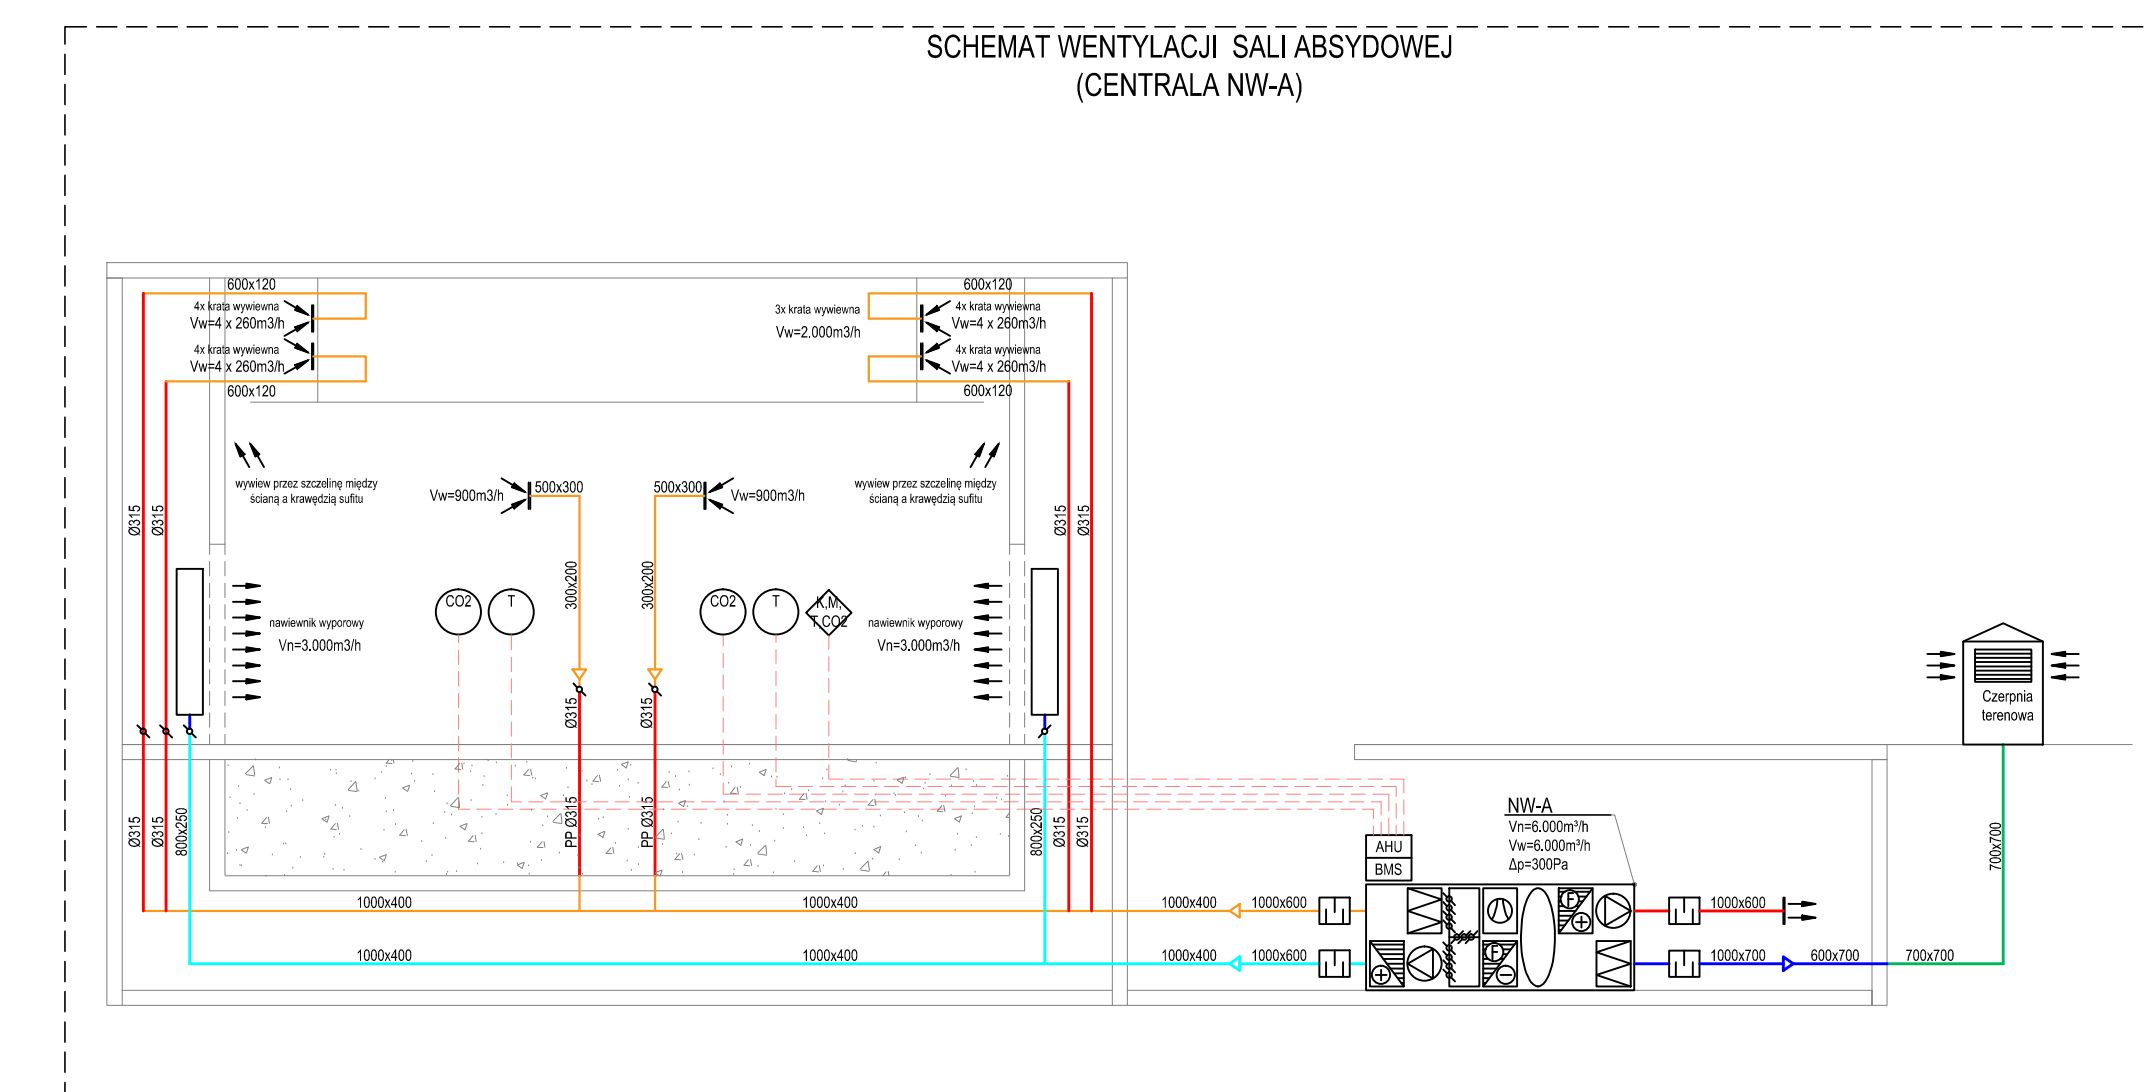 SCHEMAT WENTYLACJI SALI ABSYDOWEJ
(CENTRALA NW-A)
600x120
4x krata wywiewna
Vw=4 x 260m3/h
4x krata wywiewna
Vw=4 x 260m3/h
600x120
3x krata wywiewna
Vw=2.000m3/h
600x120
4x krata wywiewna
Vw=4 x 260m3/h
4x krata wywiewna
Vw=4 x 260m3/h
600x120
wywiew przez szczelinę między
ścianą a krawędzią sufitu
Vw=900m3/h
500x300
500x300
Vw=900m3/h
wywiew przez szczelinę między
ścianą a krawędzią sufitu
Ø315
Ø315
Ø315
Ø315
300x200
300x200
CO2
T
CO2
T
K,M,
T,CO2
nawiewnik wyporowy
Vn=3.000m3/h
nawiewnik wyporowy
Vn=3.000m3/h
Ø315
Ø315
Czerpnia
terenowa
Ø315
Ø315
800x250
PP Ø315
PP Ø315
800x250
Ø315
Ø315
700x700
NW-A
Vn=6.000m³/h
Vw=6.000m³/h
Δp=300Pa
AHU
BMS
F
F
1000x400
1000x400
1000x400
1000x600
1000x600
1000x400
1000x400
1000x400
1000x600
1000x700
600x700
700x700